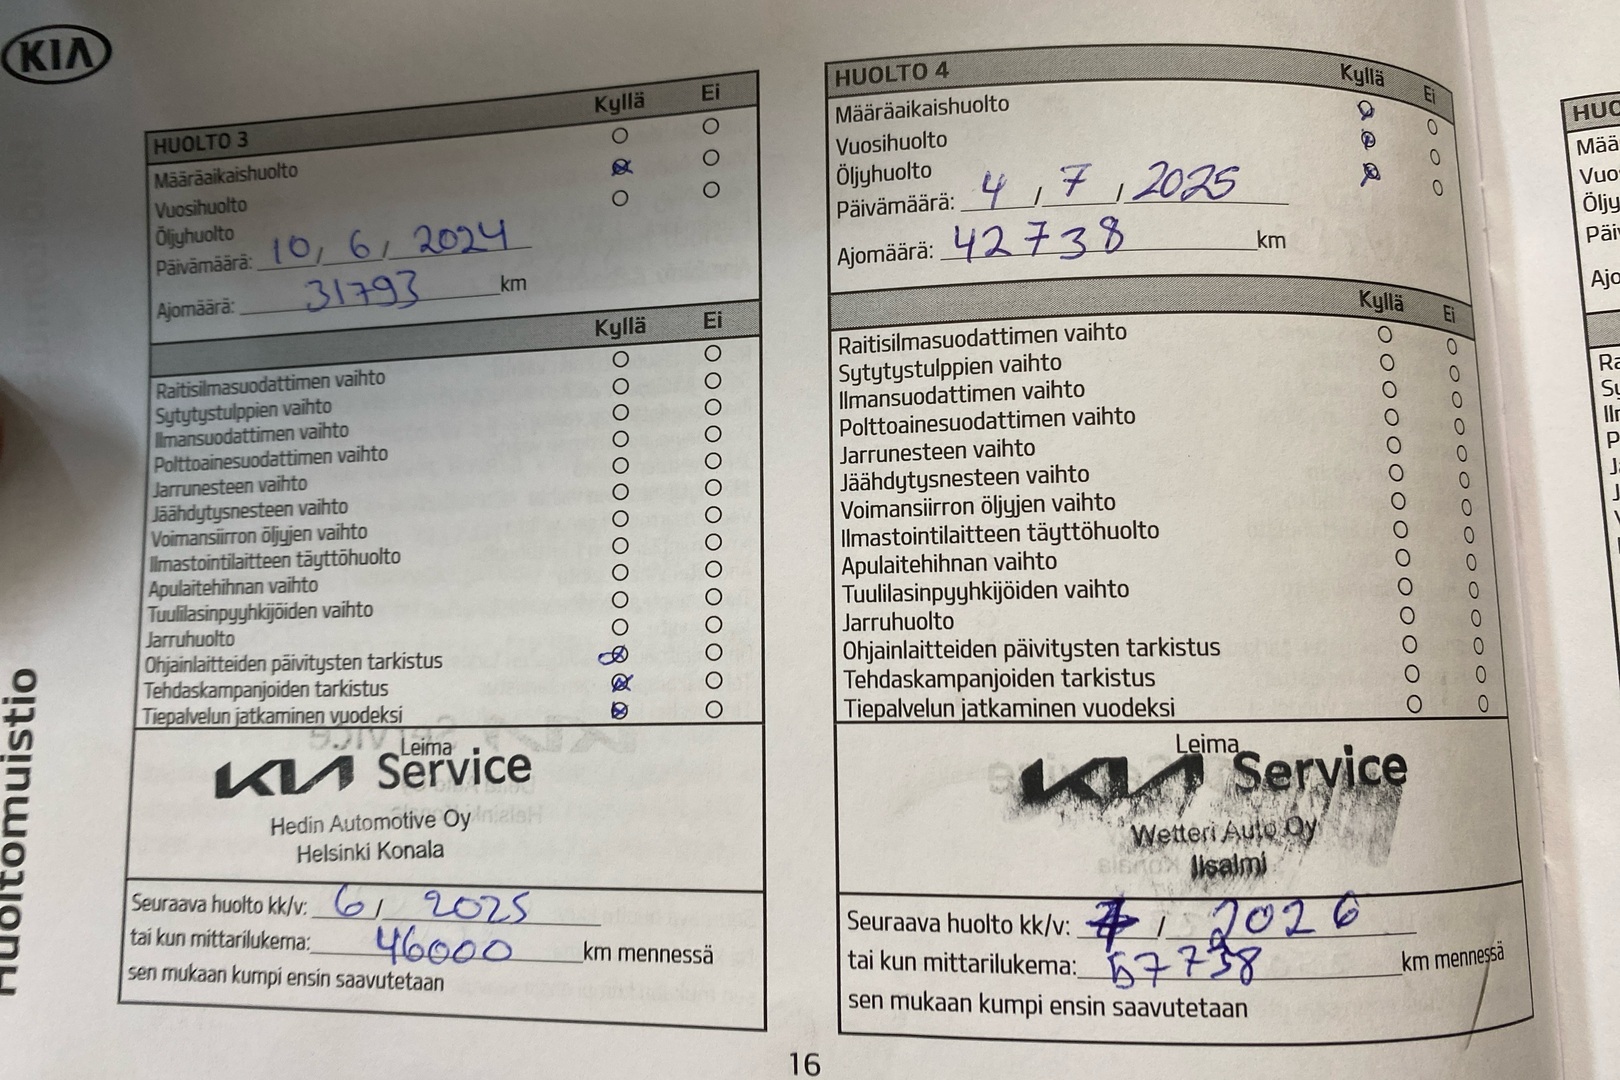 KIA
HUOLTO 3 Kyllä Ei
Määräaikaishuolto
Vuosihuolto
Öljyhuolto
Päivämäärä: 10, 6, 2024
Ajomäärä: 31793 km
Kyllä Ei
Raitisilmasuodattimen vaihto
Sytytystulppien vaihto
Ilmansuodattimen vaihto
Polttoainesuodattimen vaihto
Jarrunesteen vaihto
Jäähdytysnesteen vaihto
Voimansiirron öljyjen vaihto
Ilmastointilaitteen täyttöhuolto
Apulaitehihnan vaihto
Tuulilasinpyyhkijöiden vaihto
Jarruhuolto
Ohjainlaitteiden päivitysten tarkistus
Tehdaskampanjoiden tarkistus
Tiepalvelun jatkaminen vuodeksi
Leima
KIA Service
Hedin Automotive Oy
Helsinki Konala
Seuraava huolto kk/v: 6 / 2025
tai kun mittarilukema: 46000 km mennessä
sen mukaan kumpi ensin saavutetaan
HUOLTO 4 Kyllä Ei
Määräaikaishuolto
Vuosihuolto
Öljyhuolto
Päivämäärä: 4 / 7 / 2025
Ajomäärä: 42738 km
Kyllä Ei
Raitisilmasuodattimen vaihto
Sytytystulppien vaihto
Ilmansuodattimen vaihto
Polttoainesuodattimen vaihto
Jarrunesteen vaihto
Jäähdytysnesteen vaihto
Voimansiirron öljyjen vaihto
Ilmastointilaitteen täyttöhuolto
Apulaitehihnan vaihto
Tuulilasinpyyhkijöiden vaihto
Jarruhuolto
Ohjainlaitteiden päivitysten tarkistus
Tehdaskampanjoiden tarkistus
Tiepalvelun jatkaminen vuodeksi
Leima
KIA Service
Wetteri Auto Oy
Iisalmi
Seuraava huolto kk/v: 7 / 2026
tai kun mittarilukema: 57738 km mennessä
sen mukaan kumpi ensin saavutetaan
Huoltomuistio
16